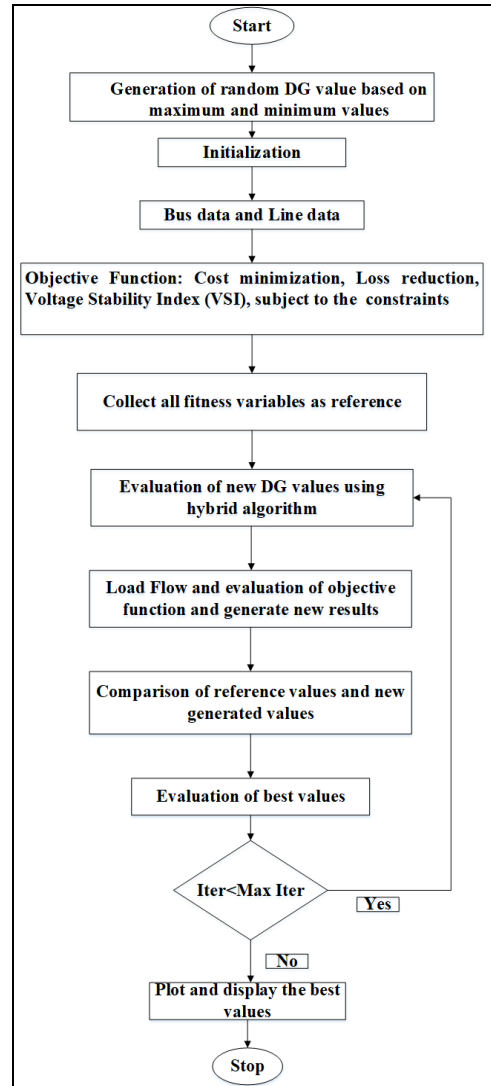 Start
Generation of random DG value based on
maximum and minimum values
Initialization
Bus data and Line data
Objective Function: Cost minimization, Loss reduction,
Voltage Stability Index (VSI), subject to the constraints
Collect all fitness variables as reference
Evaluation of new DG values using
hybrid algorithm
Load Flow and evaluation of objective
function and generate new results
Comparison of reference values and new
generated values
Evaluation of best values
Iter<Max Iter
Yes
No
Plot and display the best
values
Stop